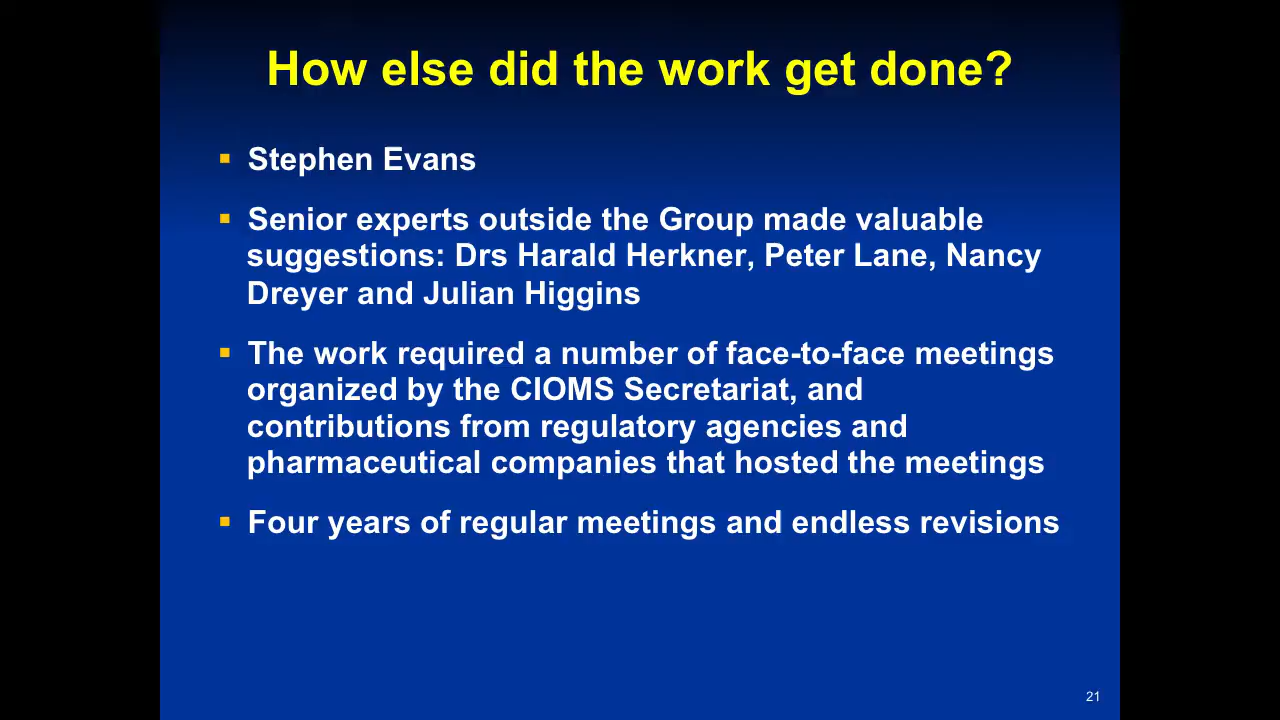 How else did the work get done?
Stephen Evans
Senior experts outside the Group made valuable
suggestions: Drs Harald Herkner, Peter Lane, Nancy
Dreyer and Julian Higgins
The work required a number of face-to-face meetings
organized by the CIOMS Secretariat, and
contributions from regulatory agencies and
pharmaceutical companies that hosted the meetings
Four years of regular meetings and endless revisions
21